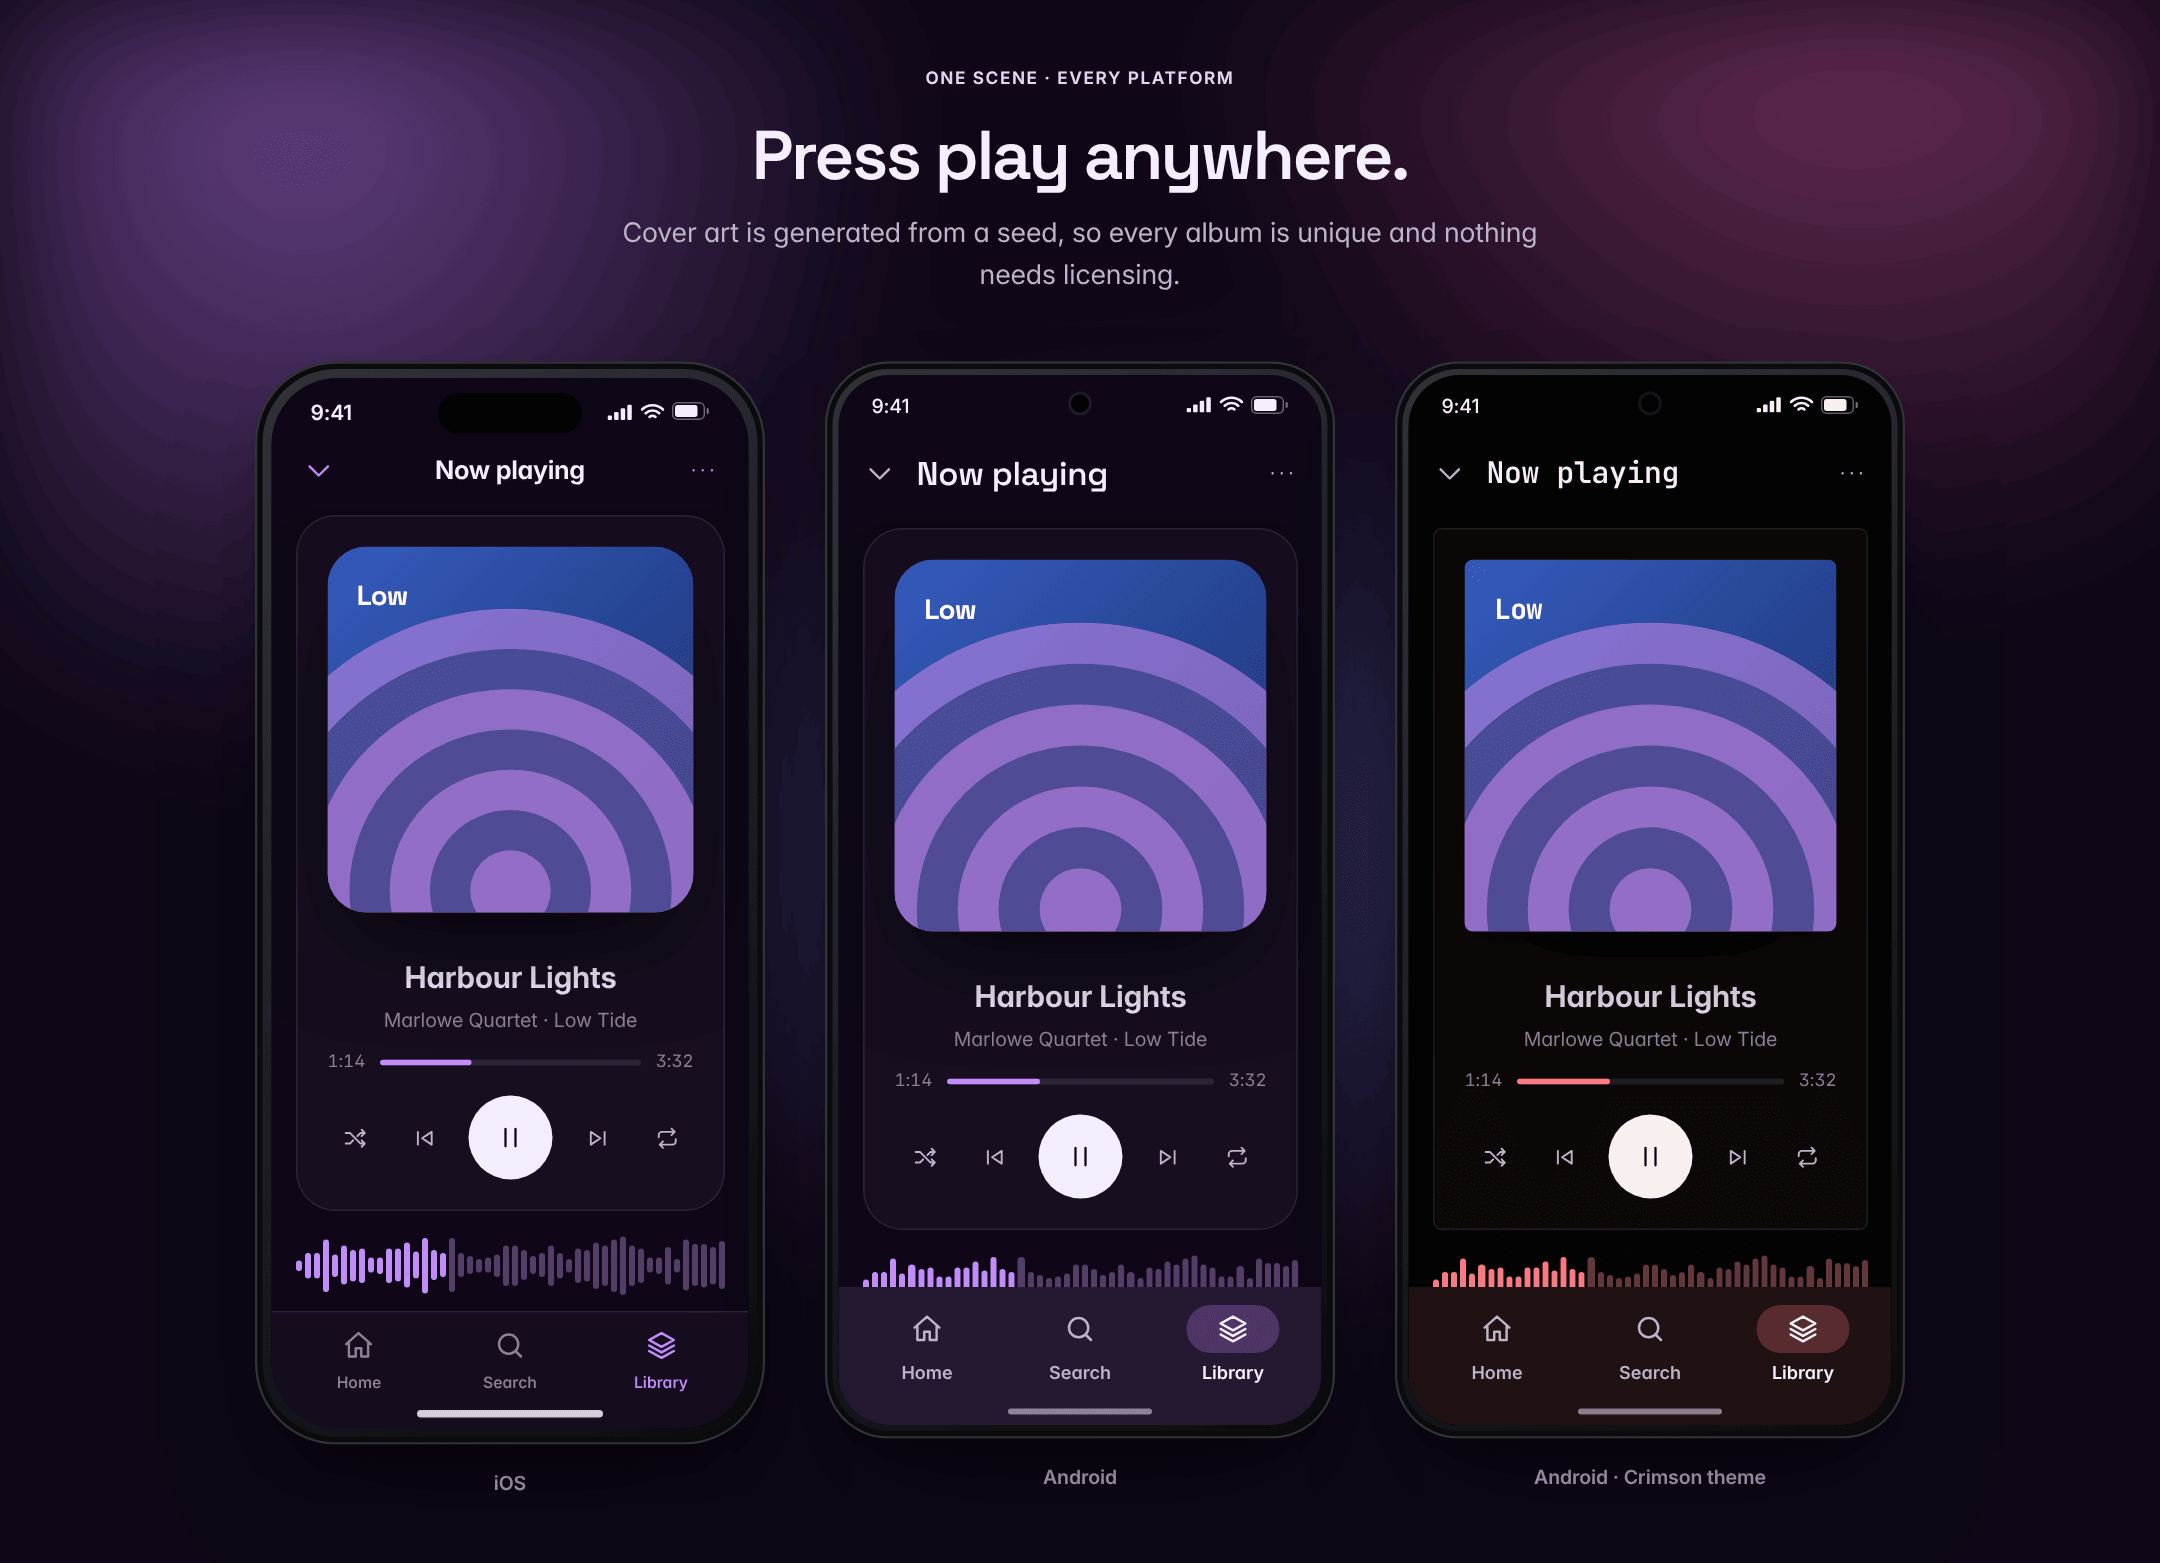 ONE SCENE · EVERY PLATFORM
Press play anywhere.
Cover art is generated from a seed, so every album is unique and nothing
needs licensing.
9:41
Now playing
Low
Harbour Lights
Marlowe Quartet · Low Tide
1:14 3:32
Home Search Library
iOS
9:41
Now playing
Low
Harbour Lights
Marlowe Quartet · Low Tide
1:14 3:32
Home Search Library
Android
9:41
Now playing
Low
Harbour Lights
Marlowe Quartet · Low Tide
1:14 3:32
Home Search Library
Android · Crimson theme